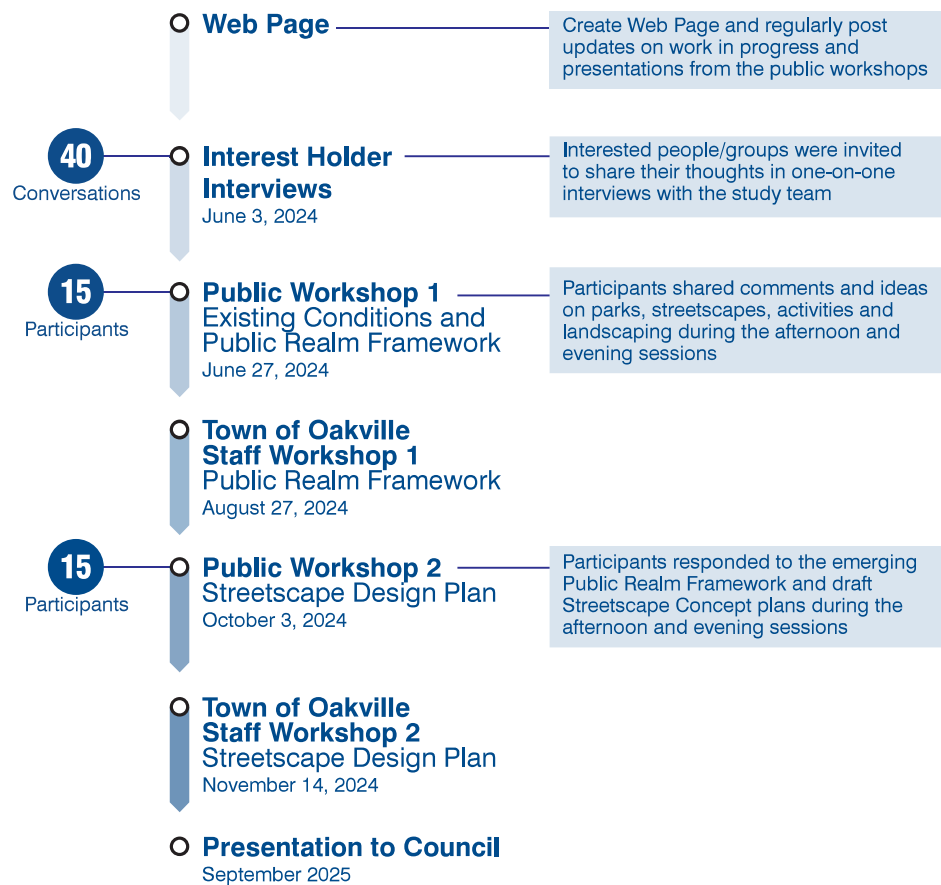 Web Page
Create Web Page and regularly post
updates on work in progress and
presentations from the public workshops
40
Conversations
Interest Holder
Interviews
June 3, 2024
Interested people/groups were invited
to share their thoughts in one-on-one
interviews with the study team
15
Participants
Public Workshop 1
Existing Conditions and
Public Realm Framework
June 27, 2024
Participants shared comments and ideas
on parks, streetscapes, activities and
landscaping during the afternoon and
evening sessions
Town of Oakville
Staff Workshop 1
Public Realm Framework
August 27, 2024
15
Participants
Public Workshop 2
Streetscape Design Plan
October 3, 2024
Participants responded to the emerging
Public Realm Framework and draft
Streetscape Concept plans during the
afternoon and evening sessions
Town of Oakville
Staff Workshop 2
Streetscape Design Plan
November 14, 2024
Presentation to Council
September 2025